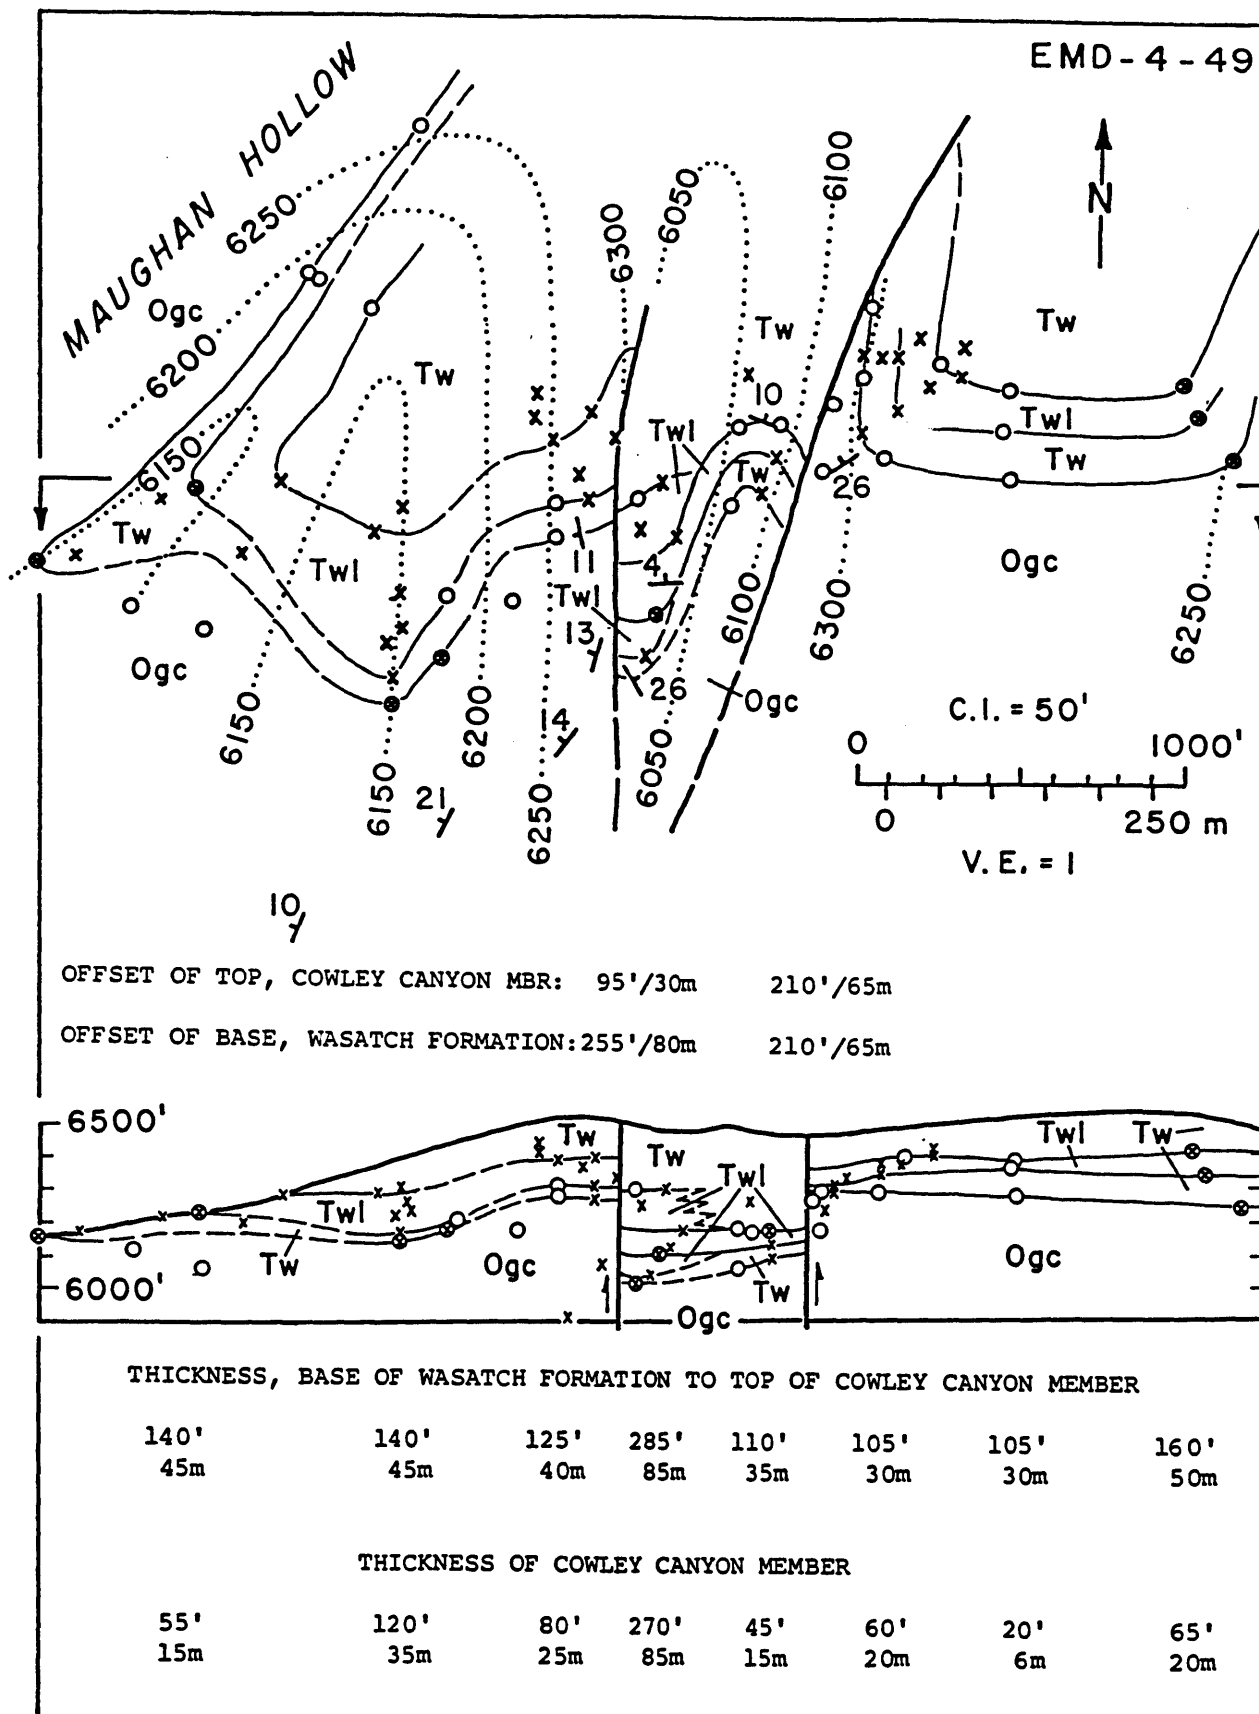 EMD-4-49
MAUGHAN HOLLOW
N
6250
6200
6150
6300
6050
6100
Ogc
Tw
Tw
Tw
10
Twl
Twl
Tw
Tw
26
Tw
Twl
11
4
Ogc
Twl
13
6100
6300
6250
Ogc
26
Ogc
6150
6200
14
6050
C.I. = 50'
0 1000'
6150
21
6250
0 250 m
V.E. = 1
10
OFFSET OF TOP, COWLEY CANYON MBR: 95'/30m 210'/65m
OFFSET OF BASE, WASATCH FORMATION:255'/80m 210'/65m
6500'
Tw
Tw
Twl
Twl
Tw
Twl
Tw
Ogc
Tw
Ogc
6000'
Ogc
THICKNESS, BASE OF WASATCH FORMATION TO TOP OF COWLEY CANYON MEMBER
140' 140' 125' 285' 110' 105' 105' 160'
45m 45m 40m 85m 35m 30m 30m 50m
THICKNESS OF COWLEY CANYON MEMBER
55' 120' 80' 270' 45' 60' 20' 65'
15m 35m 25m 85m 15m 20m 6m 20m